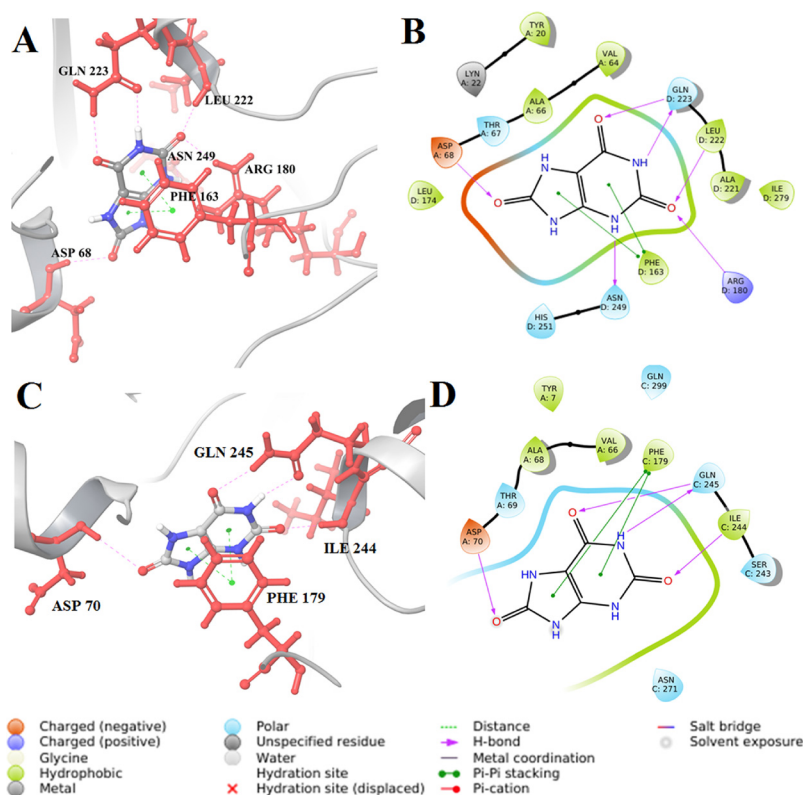 A
GLN 223
LEU 222
ASN 249
ARG 180
PHE 163
ASP 68
B
TYR
A: 20
VAL
A: 64
LYN
A: 22
GLN
D: 223
ALA
A: 66
THR
A: 67
LEU
D: 222
ASP
A: 68
O
NH
HN
ALA
D: 221
ILE
D: 279
LEU
D: 174
O
O
N
H
N
H
PHE
D: 163
ARG
D: 180
ASN
D: 249
HIS
D: 251
C
GLN 245
ILE 244
ASP 70
PHE 179
D
GLN
C: 299
TYR
A: 7
ALA
A: 68
VAL
A: 66
PHE
C: 179
GLN
C: 245
THR
A: 69
ILE
C: 244
ASP
A: 70
O
H
N
HN
SER
C: 243
O
O
N
H
NH
ASN
C: 271
Charged (negative)
Charged (positive)
Glycine
Hydrophobic
Metal
Polar
Unspecified residue
Water
Hydration site
Hydration site (displaced)
Distance
H-bond
Metal coordination
Pi-Pi stacking
Pi-cation
Salt bridge
Solvent exposure